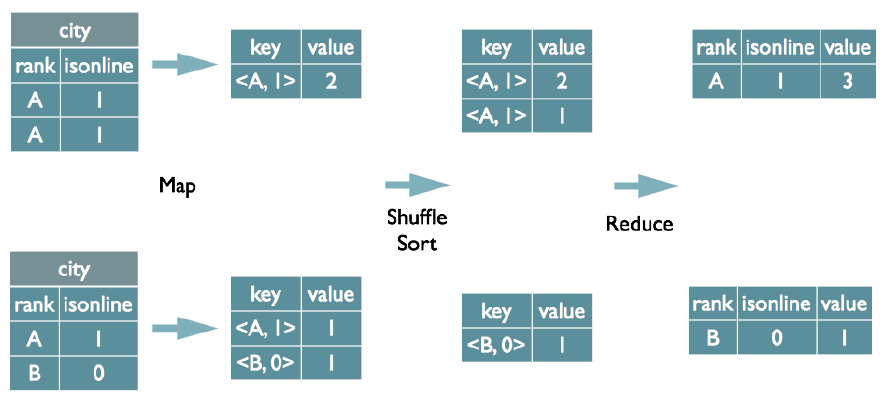 city
rank isonline
A 1
A 1
key value
<A, 1> 2
key value
<A, 1> 2
<A, 1> 1
rank isonline value
A 1 3
Map
Shuffle
Sort
Reduce
city
rank isonline
A 1
B 0
key value
<A, 1> 1
<B, 0> 1
key value
<B, 0> 1
rank isonline value
B 0 1